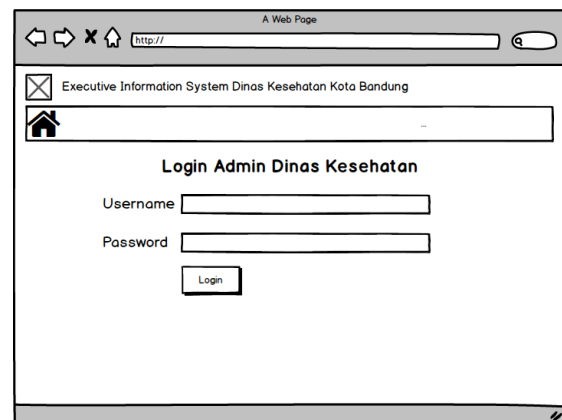 A Web Page
http://
Executive Information System Dinas Kesehatan Kota Bandung
...
Login Admin Dinas Kesehatan
Username
Password
Login